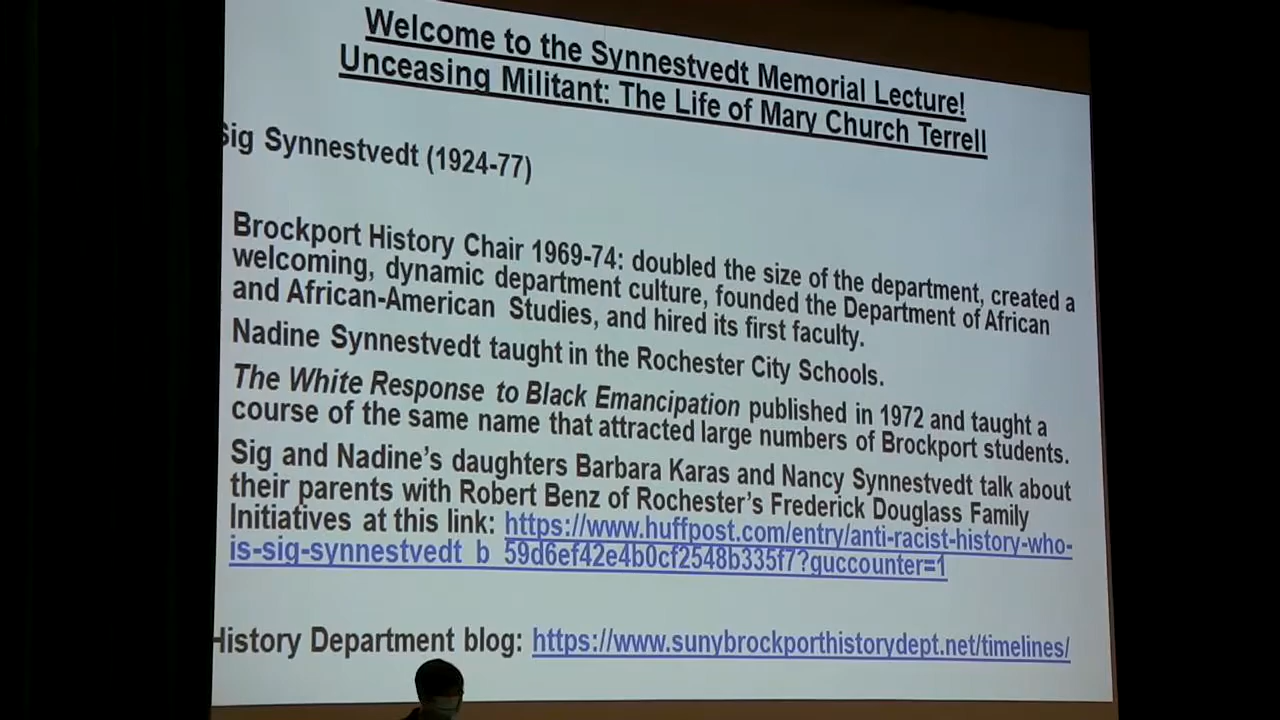 Welcome to the Synnestvedt Memorial Lecture!
Unceasing Militant: The Life of Mary Church Terrell
Sig Synnestvedt (1924-77)
Brockport History Chair 1969-74: doubled the size of the department, created a
welcoming, dynamic department culture, founded the Department of African
and African-American Studies, and hired its first faculty.
Nadine Synnestvedt taught in the Rochester City Schools.
The White Response to Black Emancipation published in 1972 and taught a
course of the same name that attracted large numbers of Brockport students.
Sig and Nadine's daughters Barbara Karas and Nancy Synnestvedt talk about
their parents with Robert Benz of Rochester's Frederick Douglass Family
Initiatives at this link: https://www.huffpost.com/entry/anti-racist-history-who-
is-sig-synnestvedt_b_59d6ef42e4b0cf2548b335f7?guccounter=1
History Department blog: https://www.sunybrockporthistorydept.net/timelines/